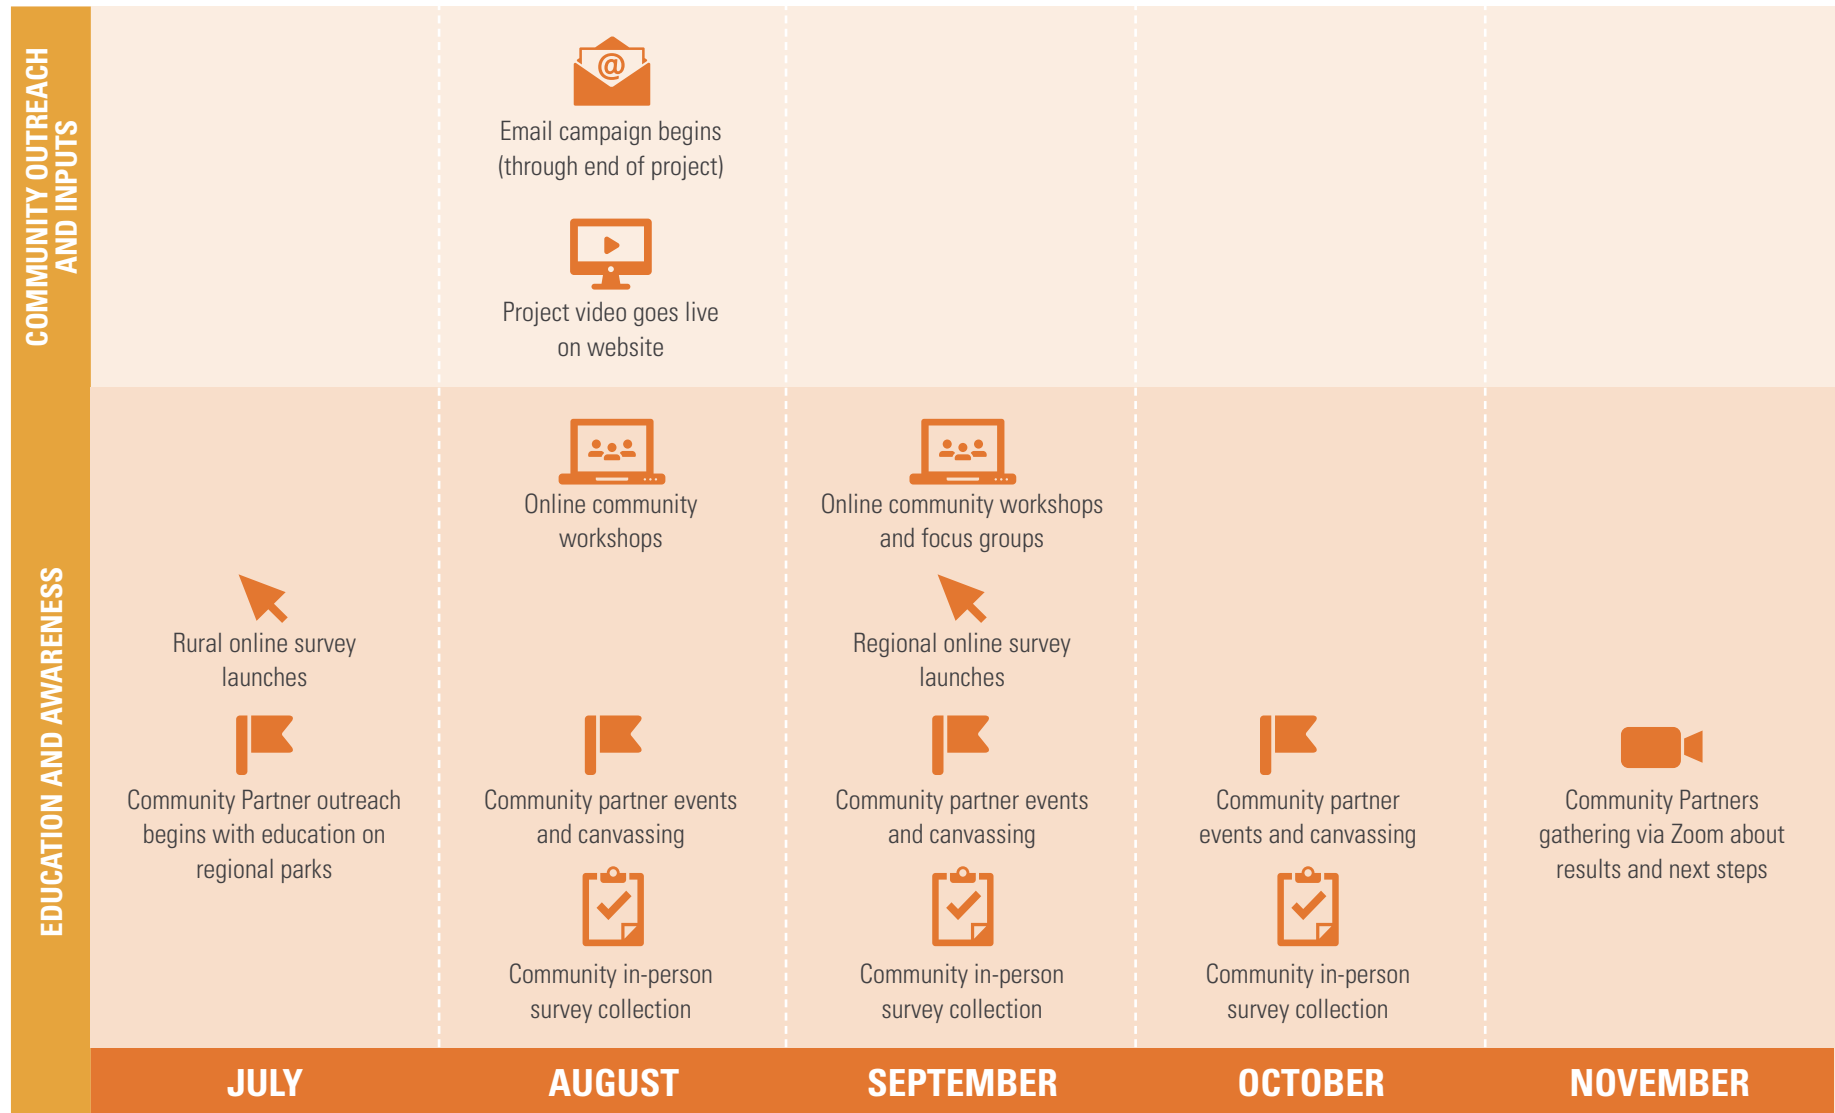 COMMUNITY OUTREACH
AND INPUTS
@
Email campaign begins
(through end of project)
Project video goes live
on website
EDUCATION AND AWARENESS
Rural online survey
launches
Community Partner outreach
begins with education on
regional parks
Online community
workshops
Community partner events
and canvassing
Community in-person
survey collection
Online community workshops
and focus groups
Regional online survey
launches
Community partner events
and canvassing
Community in-person
survey collection
Community partner
events and canvassing
Community in-person
survey collection
Community Partners
gathering via Zoom about
results and next steps
JULY
AUGUST
SEPTEMBER
OCTOBER
NOVEMBER